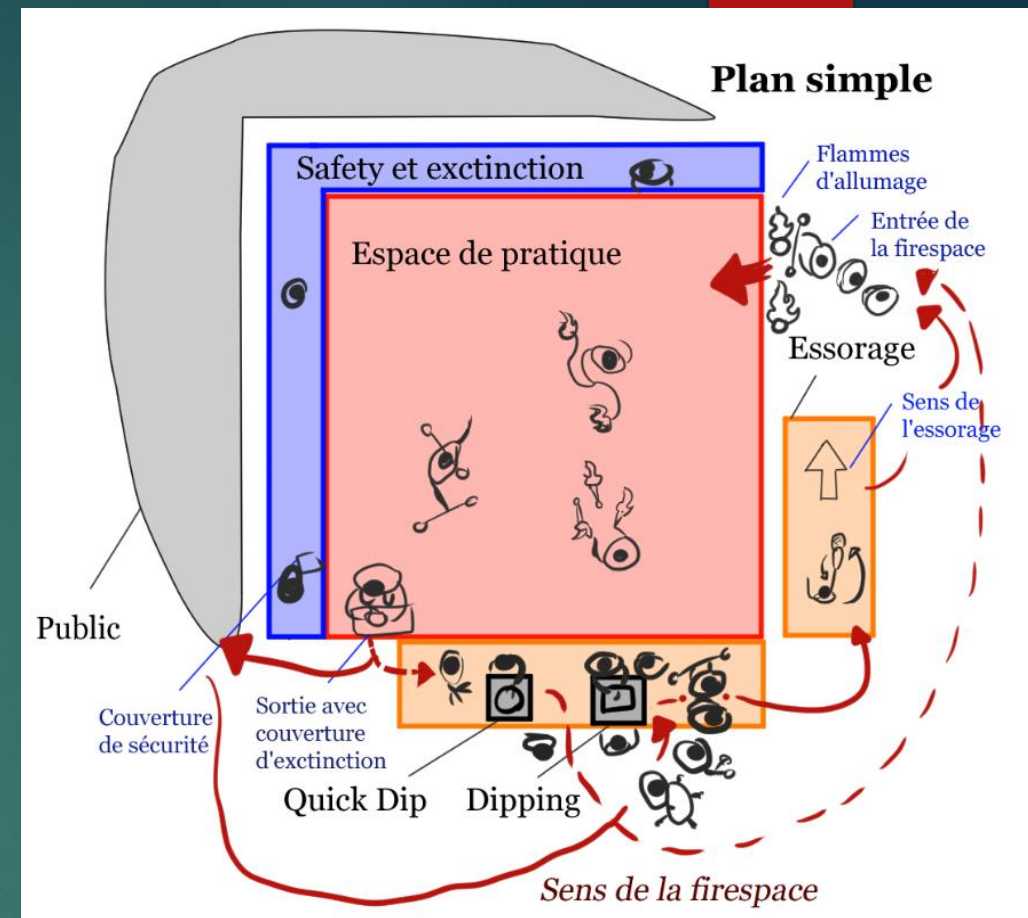 Plan simple
Safety et exctinction
Flammes
d'allumage
Entrée de
la firespace
Espace de pratique
Essorage
Sens de
l'essorage
Public
Couverture
de sécurité
Sortie avec
couverture
d'exctinction
Quick Dip
Dipping
Sens de la firespace